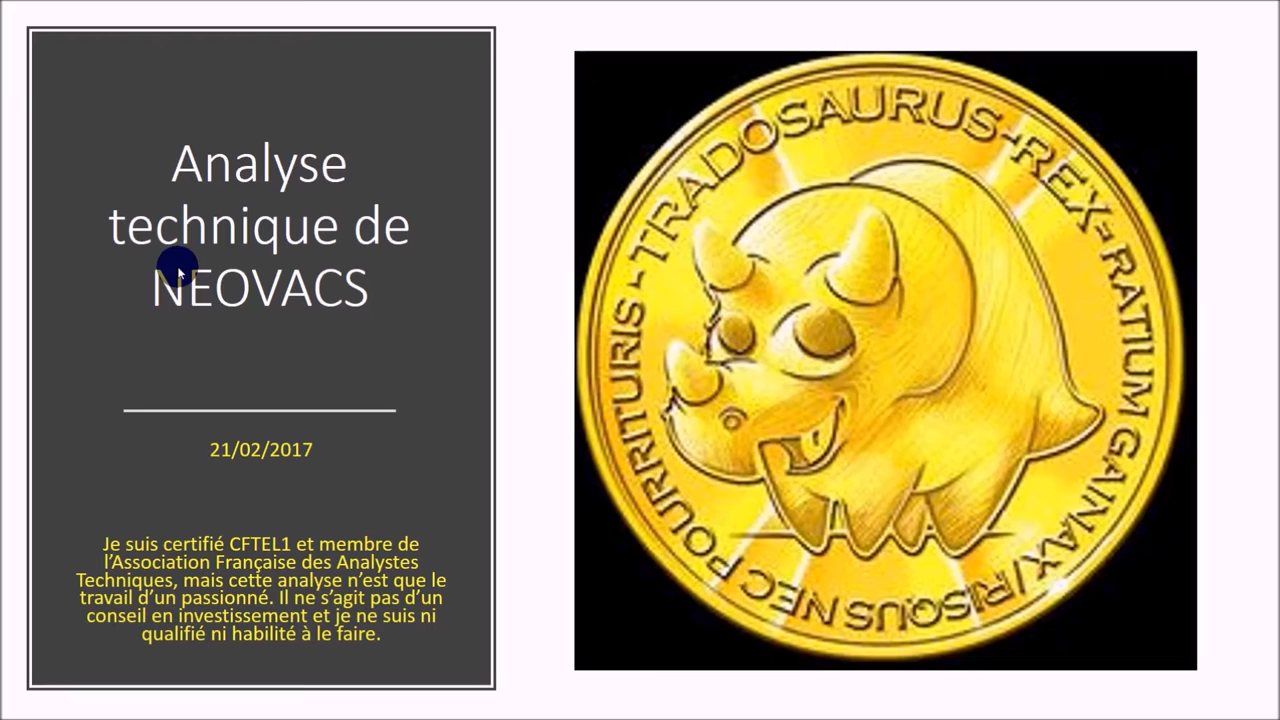 Analyse
technique de
NEOVACS
21/02/2017
Je suis certifié CFTEL1 et membre de
l’Association Française des Analystes
Techniques, mais cette analyse n’est que le
travail d’un passionné. Il ne s’agit pas d’un
conseil en investissement et je ne suis ni
qualifié ni habilité à le faire.
TRADOSAURUS-REX-RATIUM GAINAX/RISQUS NEC POURRITURIS-